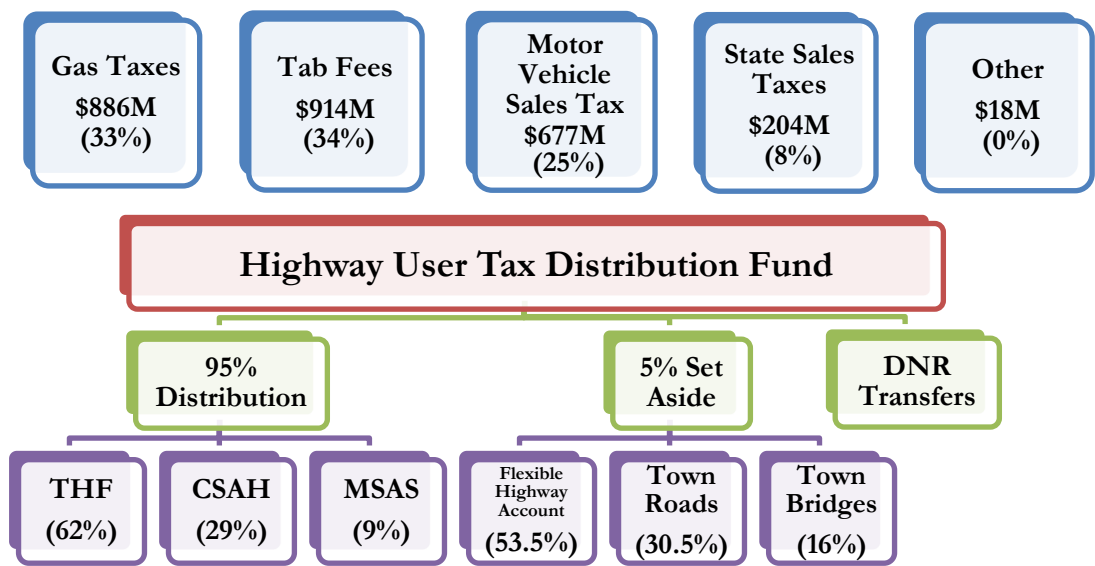 Gas Taxes
$886M
(33%)
Tab Fees
$914M
(34%)
Motor
Vehicle
Sales Tax
$677M
(25%)
State Sales
Taxes
$204M
(8%)
Other
$18M
(0%)
Highway User Tax Distribution Fund
95%
Distribution
5% Set
Aside
DNR
Transfers
THF
(62%)
CSAH
(29%)
MSAS
(9%)
Flexible
Highway
Account
(53.5%)
Town
Roads
(30.5%)
Town
Bridges
(16%)